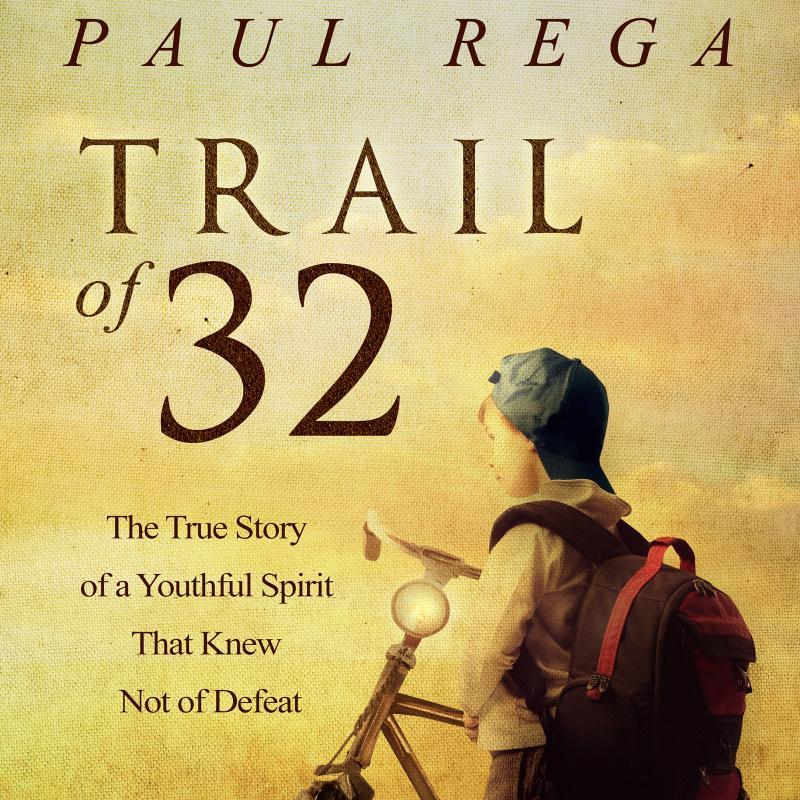 PAUL REGA
TRAIL
of 32
The True Story
of a Youthful Spirit
That Knew
Not of Defeat